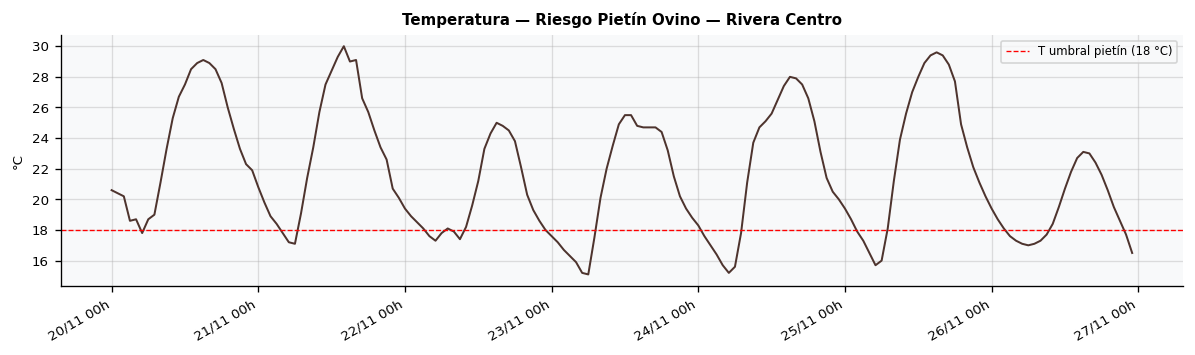 Temperatura — Riesgo Pietín Ovino — Rivera Centro
T umbral pietín (18 °C)
°C
30
28
26
24
22
20
18
16
20/11 00h
21/11 00h
22/11 00h
23/11 00h
24/11 00h
25/11 00h
26/11 00h
27/11 00h